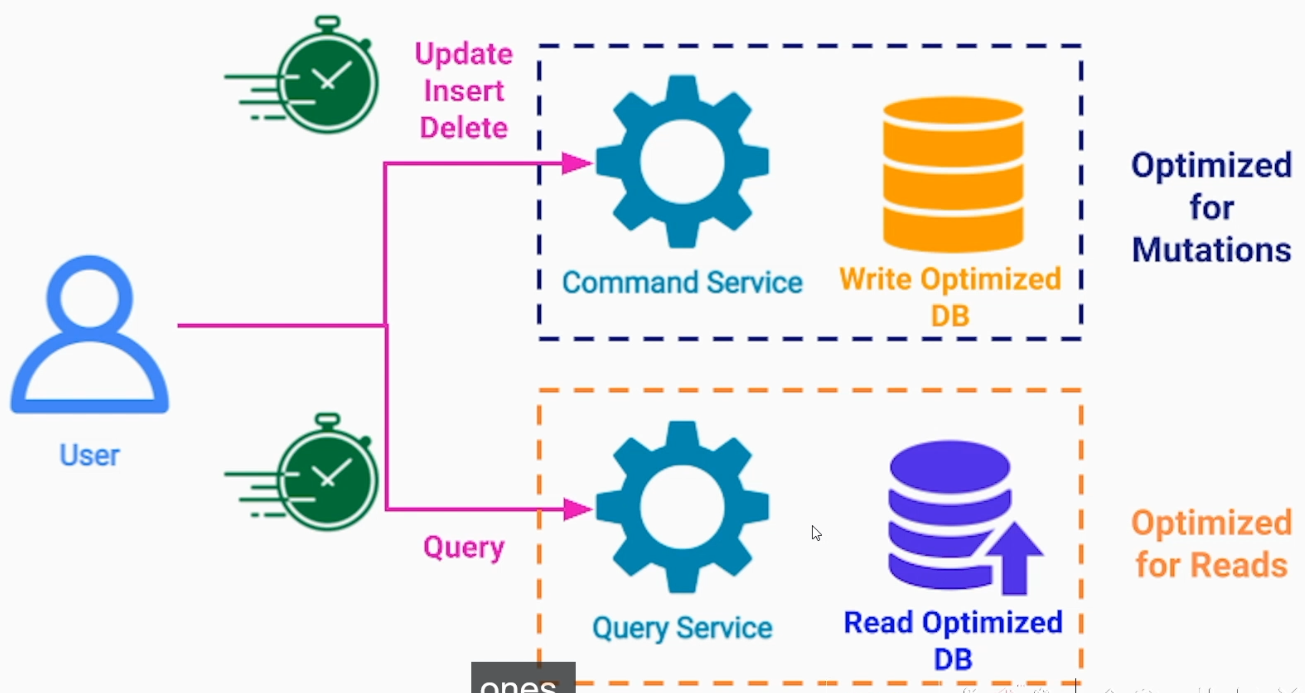 Update
Insert
Delete
Command Service
Write Optimized
DB
Optimized
for
Mutations
User
Query
Query Service
Read Optimized
DB
Optimized
for Reads
ones